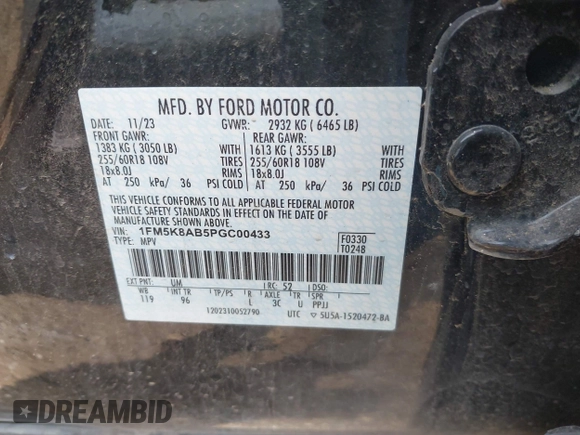 MFD. BY FORD MOTOR CO.
DATE: 11/23 GVWR: 2932 KG ( 6465 LB)
FRONT GAWR: REAR GAWR:
1383 KG ( 3050 LB) WITH 1613 KG ( 3555 LB) WITH
255/60R18 108V TIRES 255/60R18 108V TIRES
18x8.0J RIMS 18x8.0J RIMS
AT 250 kPa/ 36 PSI COLD AT 250 kPa/ 36 PSI COLD
THIS VEHICLE CONFORMS TO ALL APPLICABLE FEDERAL MOTOR
VEHICLE SAFETY STANDARDS IN EFFECT ON THE DATE OF
MANUFACTURE SHOWN ABOVE.
VIN: 1FM5K8AB5PGC00433 F0330
TYPE: MPV T0248
EXT PNT: UM RC: 52 DSO:
WB INT TR TP/PS R AXLE TR SPR
119 96 L 3C U PPJJ
1202310052790 UTC ▽ 5U5A-1520472-BA
DREAMBID